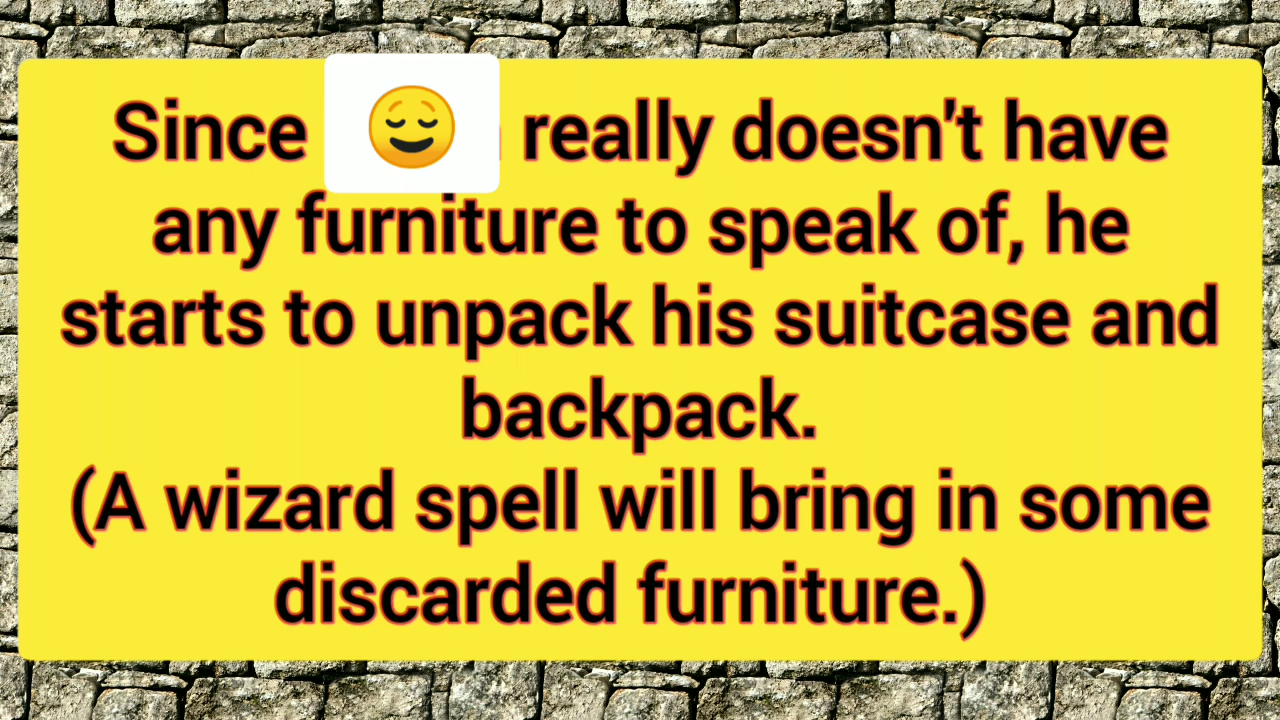 Since really doesn't have
any furniture to speak of, he
starts to unpack his suitcase and
backpack.
(A wizard spell will bring in some
discarded furniture.)